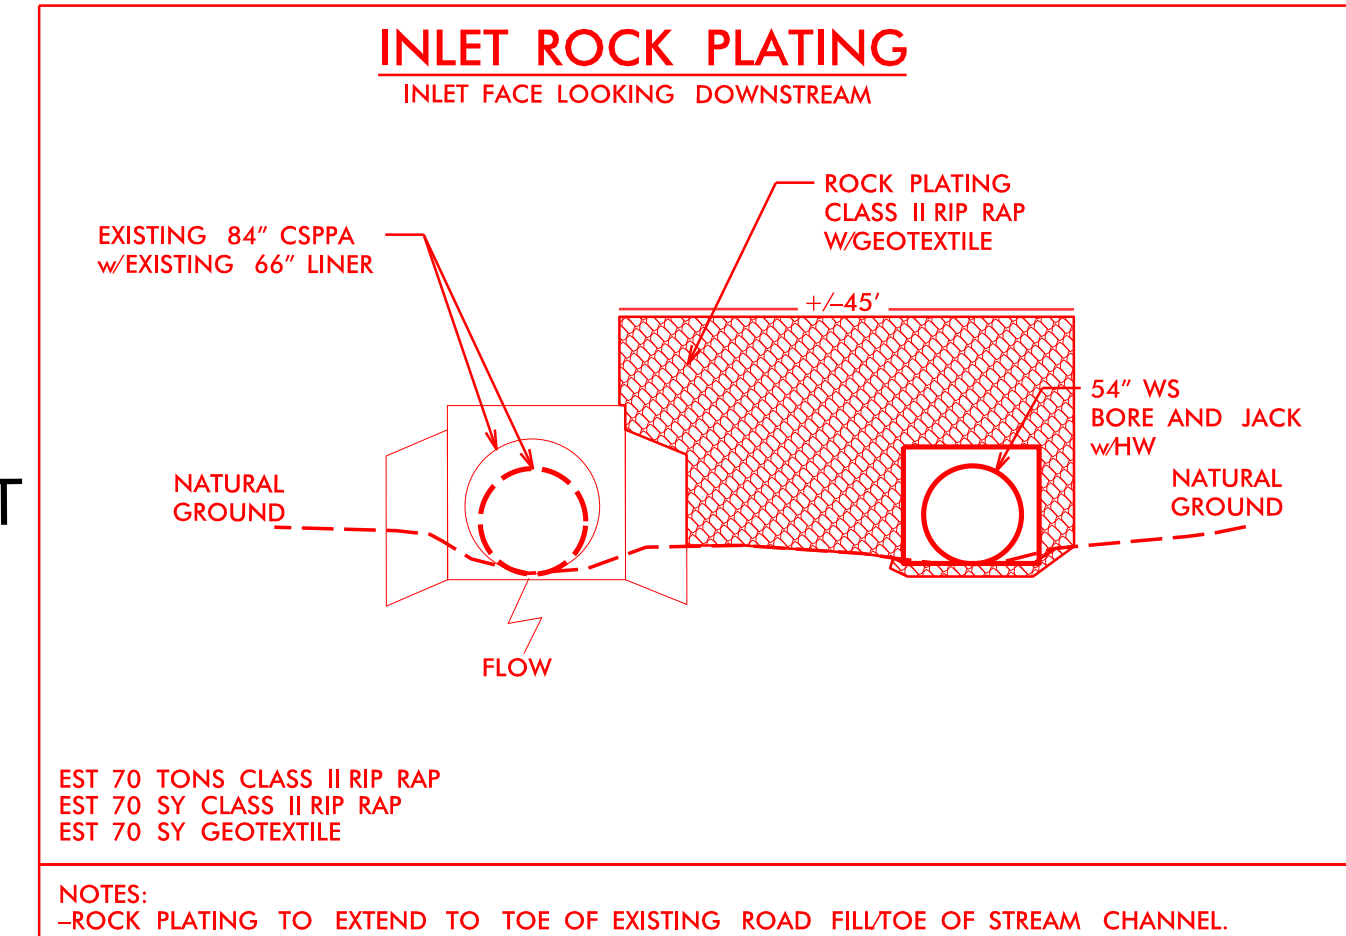 INLET ROCK PLATING
INLET FACE LOOKING DOWNSTREAM
ROCK PLATING
CLASS II RIP RAP
W/GEOTEXTILE
EXISTING 84" CSPPA
w/EXISTING 66" LINER
+/-45'
54" WS
BORE AND JACK
w/HW
NATURAL
GROUND
NATURAL
GROUND
T
FLOW
EST 70 TONS CLASS II RIP RAP
EST 70 SY CLASS II RIP RAP
EST 70 SY GEOTEXTILE
NOTES:
-ROCK PLATING TO EXTEND TO TOE OF EXISTING ROAD FILL/TOE OF STREAM CHANNEL.